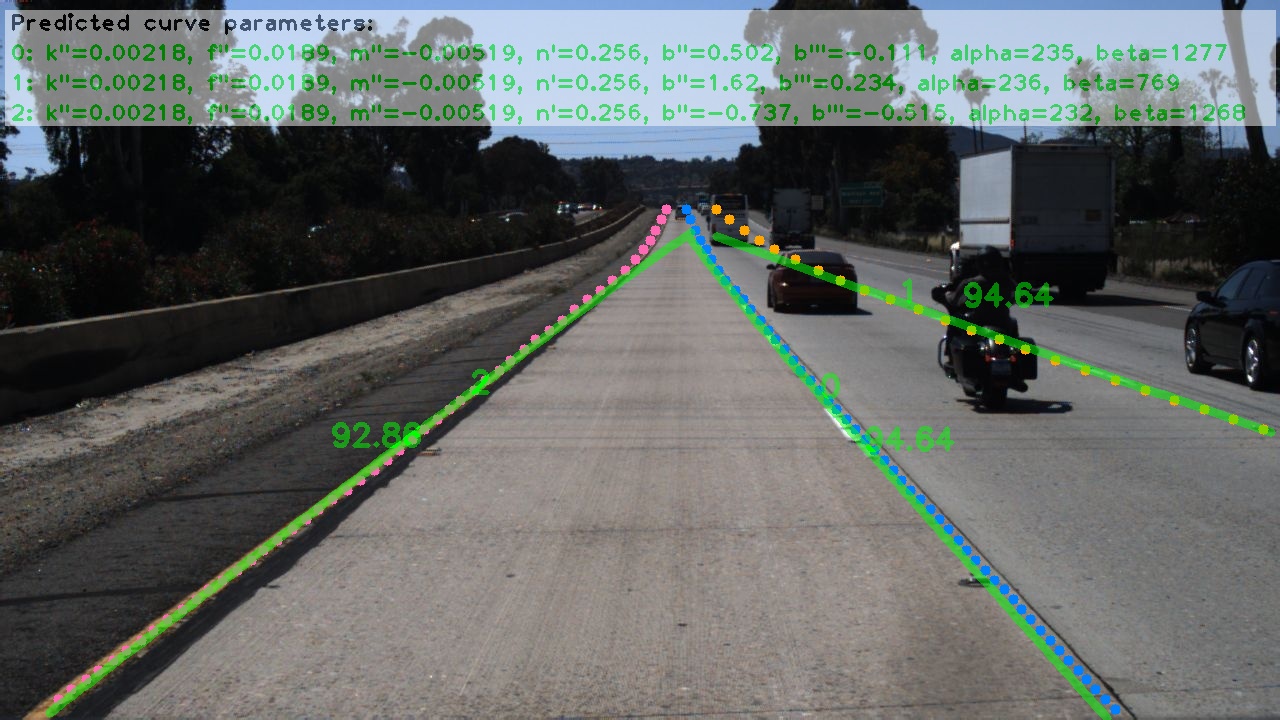 Predicted curve parameters:
0: k''=0.00218, f''=0.0189, m''=-0.00519, n'=0.256, b''=0.502, b'''=-0.111, alpha=235, beta=1277
1: k''=0.00218, f''=0.0189, m''=-0.00519, n'=0.256, b''=1.62, b'''=0.234, alpha=236, beta=769
2: k''=0.00218, f''=0.0189, m''=-0.00519, n'=0.256, b''=-0.737, b'''=-0.515, alpha=232, beta=1268
1 94.64
2 0
92.86 94.64